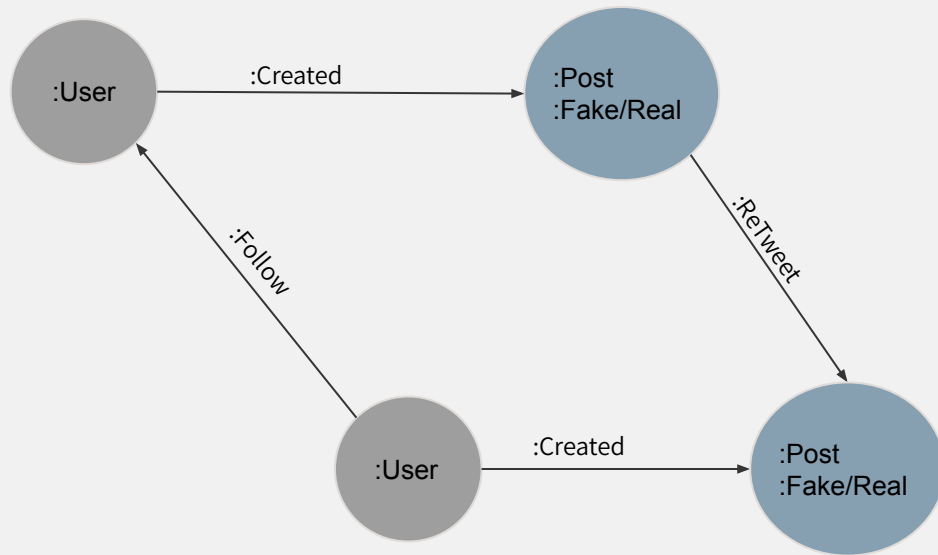 :User
:Created
:Post
:Fake/Real
:ReTweet
:Follow
:User
:Created
:Post
:Fake/Real